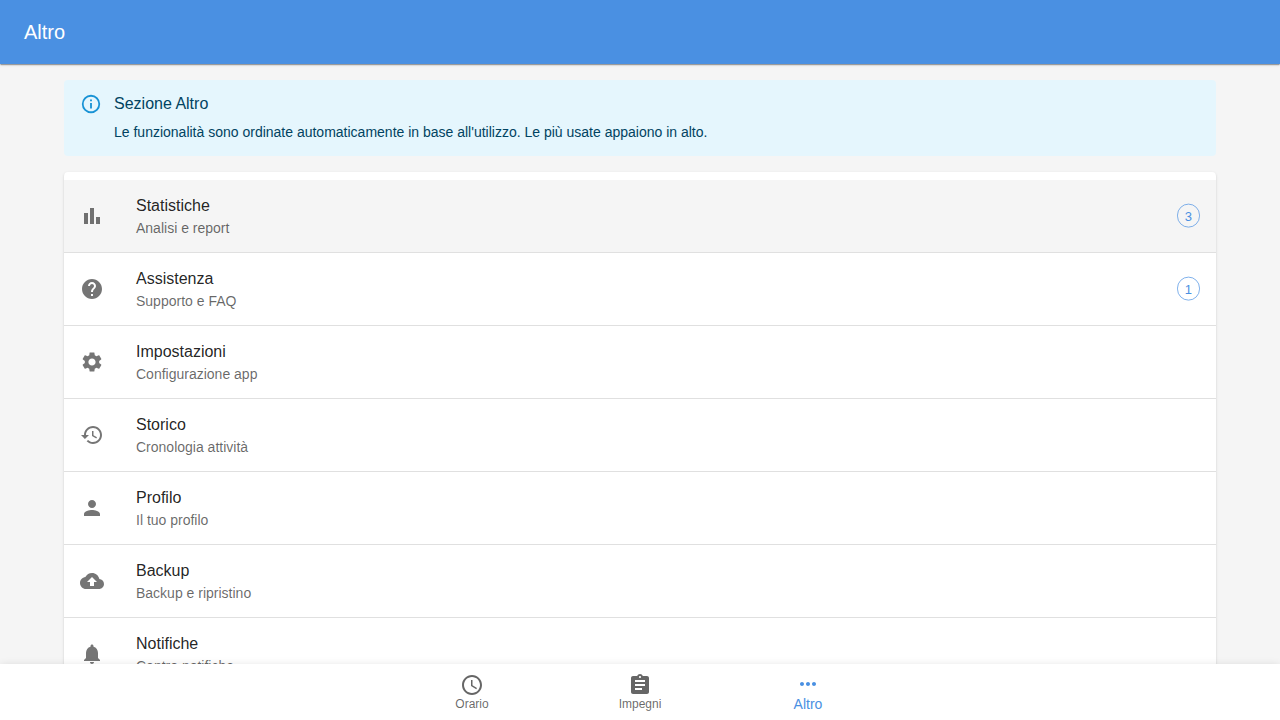 Altro
Sezione Altro
Le funzionalità sono ordinate automaticamente in base all'utilizzo. Le più usate appaiono in alto.
Statistiche
Analisi e report
3
Assistenza
Supporto e FAQ
1
Impostazioni
Configurazione app
Storico
Cronologia attività
Profilo
Il tuo profilo
Backup
Backup e ripristino
Notifiche
Centro notifiche
Orario
Impegni
Altro